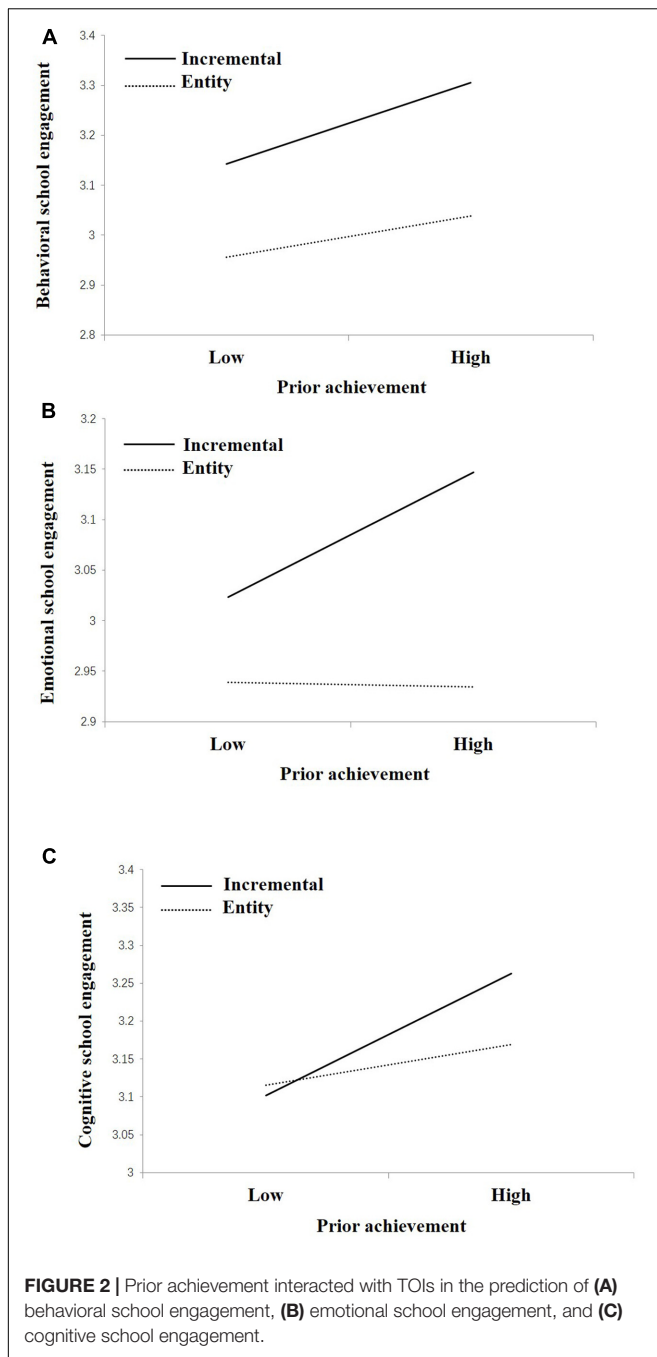 A
3.4
3.3
3.2
3.1
3
2.9
2.8
Behavioral school engagement
Incremental
Entity
Low High
Prior achievement
B
3.2
3.15
3.1
3.05
3
2.95
2.9
Emotional school engagement
Incremental
Entity
Low High
Prior achievement
C
3.4
3.35
3.3
3.25
3.2
3.15
3.1
3.05
3
Cognitive school engagement
Incremental
Entity
Low High
Prior achievement
FIGURE 2 | Prior achievement interacted with TOIs in the prediction of (A)
behavioral school engagement, (B) emotional school engagement, and (C)
cognitive school engagement.